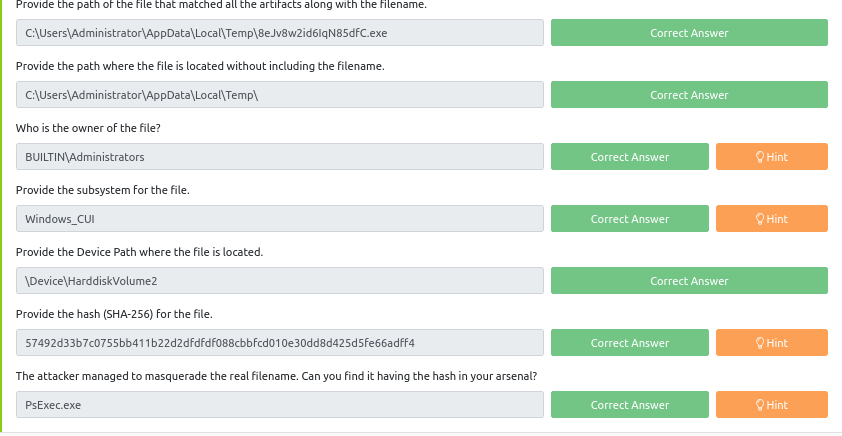 Provide the path of the file that matched all the artifacts along with the filename.
C:\Users\Administrator\AppData\Local\Temp\8eJv8w2id6IqN85dfC.exe
Correct Answer
Provide the path where the file is located without including the filename.
C:\Users\Administrator\AppData\Local\Temp\
Correct Answer
Who is the owner of the file?
BUILTIN\Administrators
Correct Answer
Hint
Provide the subsystem for the file.
Windows_CUI
Correct Answer
Hint
Provide the Device Path where the file is located.
\Device\HarddiskVolume2
Correct Answer
Provide the hash (SHA-256) for the file.
57492d33b7c0755bb411b22d2dfdfdf088cbbfcd010e30dd8d425d5fe66adff4
Correct Answer
Hint
The attacker managed to masquerade the real filename. Can you find it having the hash in your arsenal?
PsExec.exe
Correct Answer
Hint